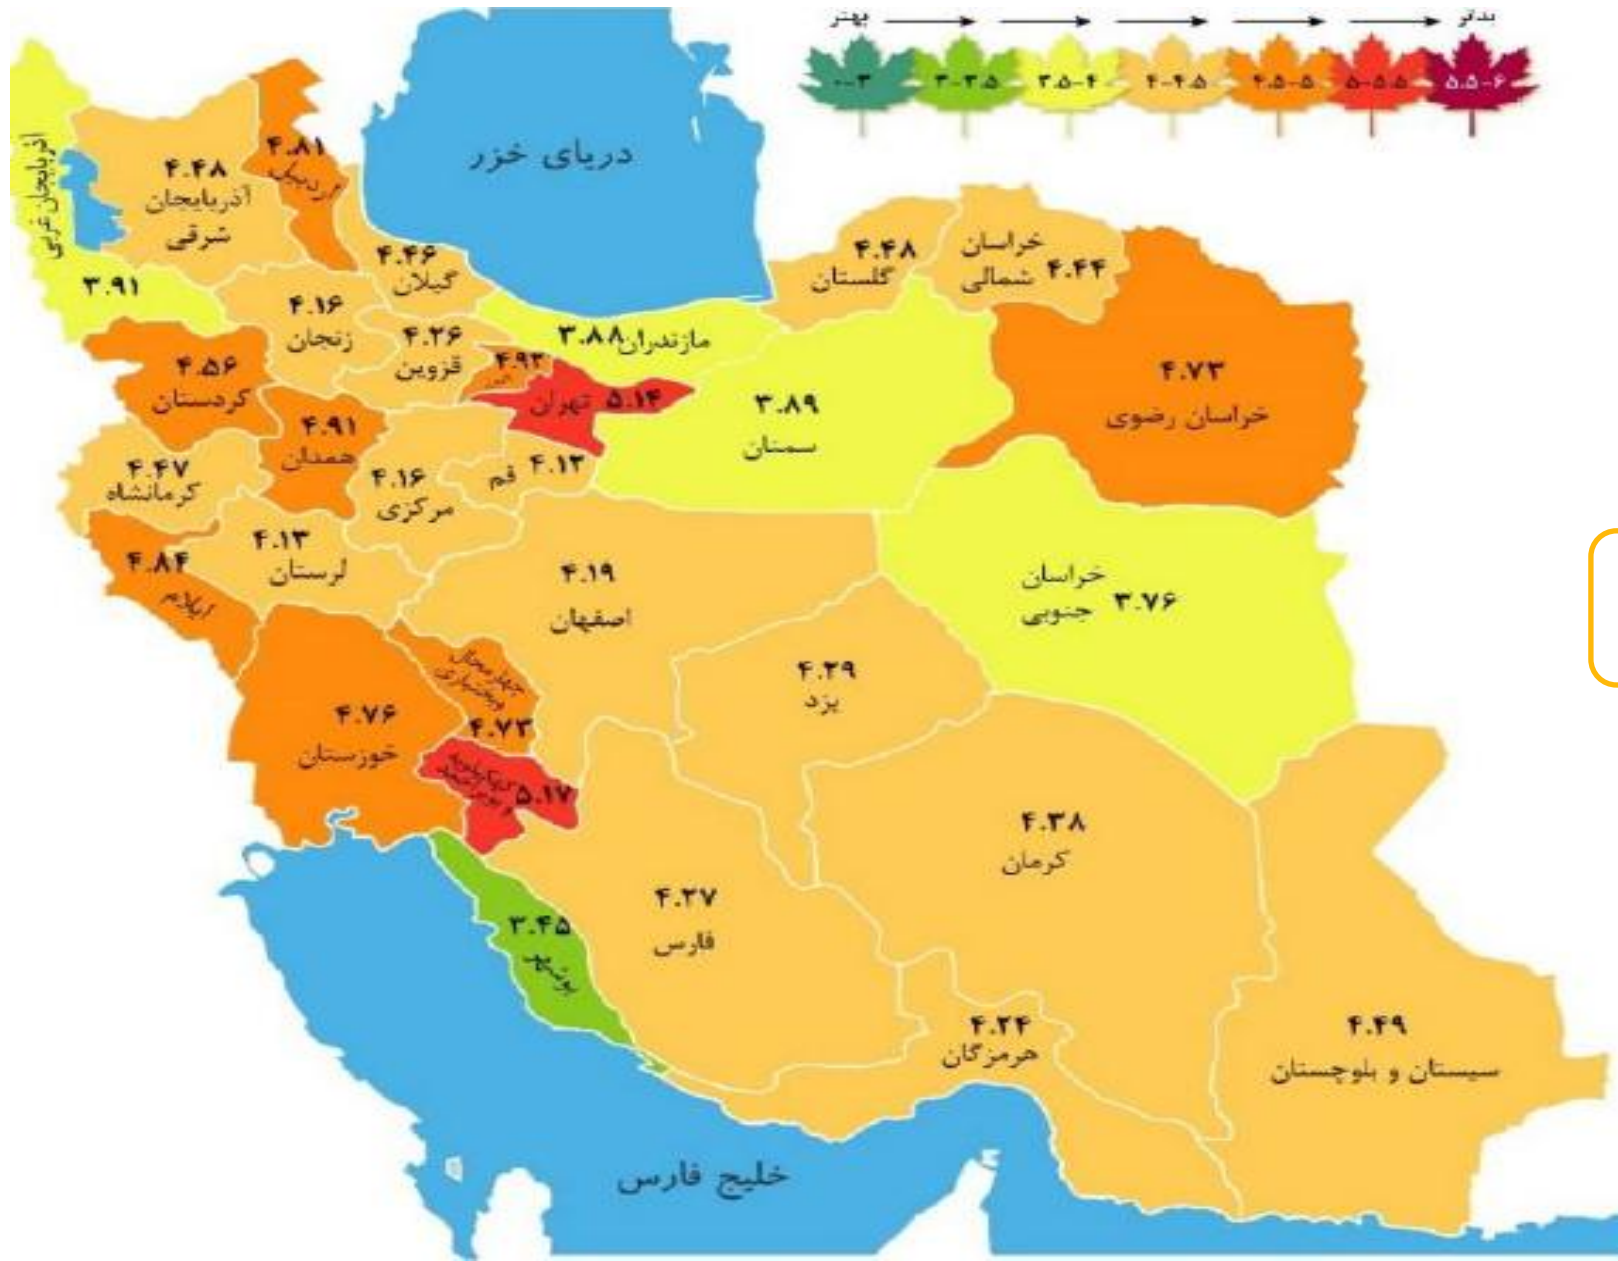 بهتر
بدتر
۰-۳
۳-۳.۵
۳.۵-۴
۴-۴.۵
۴.۵-۵
۵-۵.۵
۵.۵-۶
دریای خزر
آذربایجان غربی
۳.۹۱
۴.۴۸
آذربایجان
شرقی
۴.۸۱
اردبیل
۴.۴۶
گیلان
۴.۱۶
زنجان
۴.۲۶
قزوین
۳.۸۸ مازندران
۴.۴۸
گلستان
خراسان
شمالی ۴.۴۴
۴.۷۳
خراسان رضوی
۴.۹۳
تهران ۵.۱۴
۳.۸۹
سمنان
۴.۵۶
کردستان
۴.۹۱
همدان
۴.۴۷
کرمانشاه
۴.۱۶
مرکزی
قم ۴.۱۲
۴.۱۳
لرستان
۴.۸۴
ایلام
۴.۱۹
اصفهان
خراسان
جنوبی ۳.۷۶
۴.۲۹
یزد
چهارمحال
وبختیاری
۴.۷۳
۴.۷۶
خوزستان
کهگیلویه
و بویراحمد
۵.۱۷
۴.۳۸
کرمان
۴.۲۷
فارس
۳.۴۵
بوشهر
۴.۲۴
هرمزگان
۴.۴۹
سیستان و بلوچستان
خلیج فارس